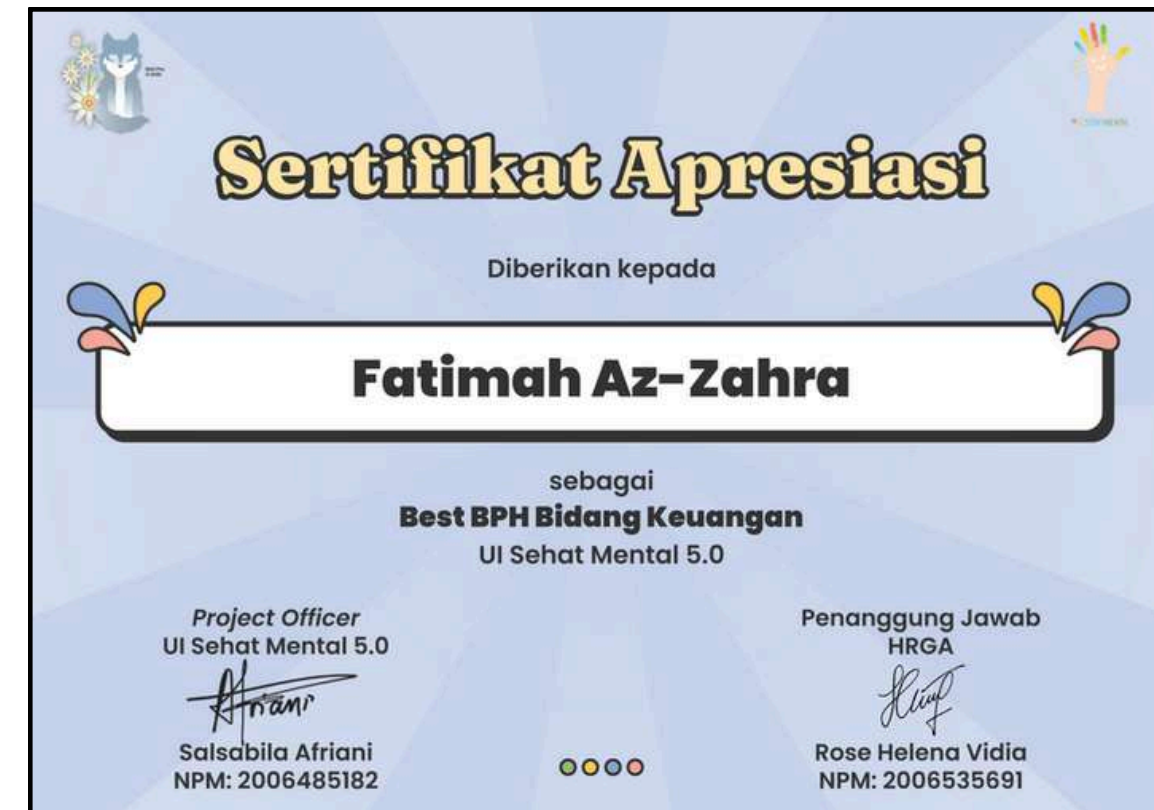 Sertifikat Apresiasi
Diberikan kepada
Fatimah Az-Zahra
sebagai
Best BPH Bidang Keuangan
UI Sehat Mental 5.0
Project Officer
UI Sehat Mental 5.0
Afriani
Salsabila Afriani
NPM: 2006485182
Penanggung Jawab
HRGA
Rose Helena Vidia
NPM: 2006535691